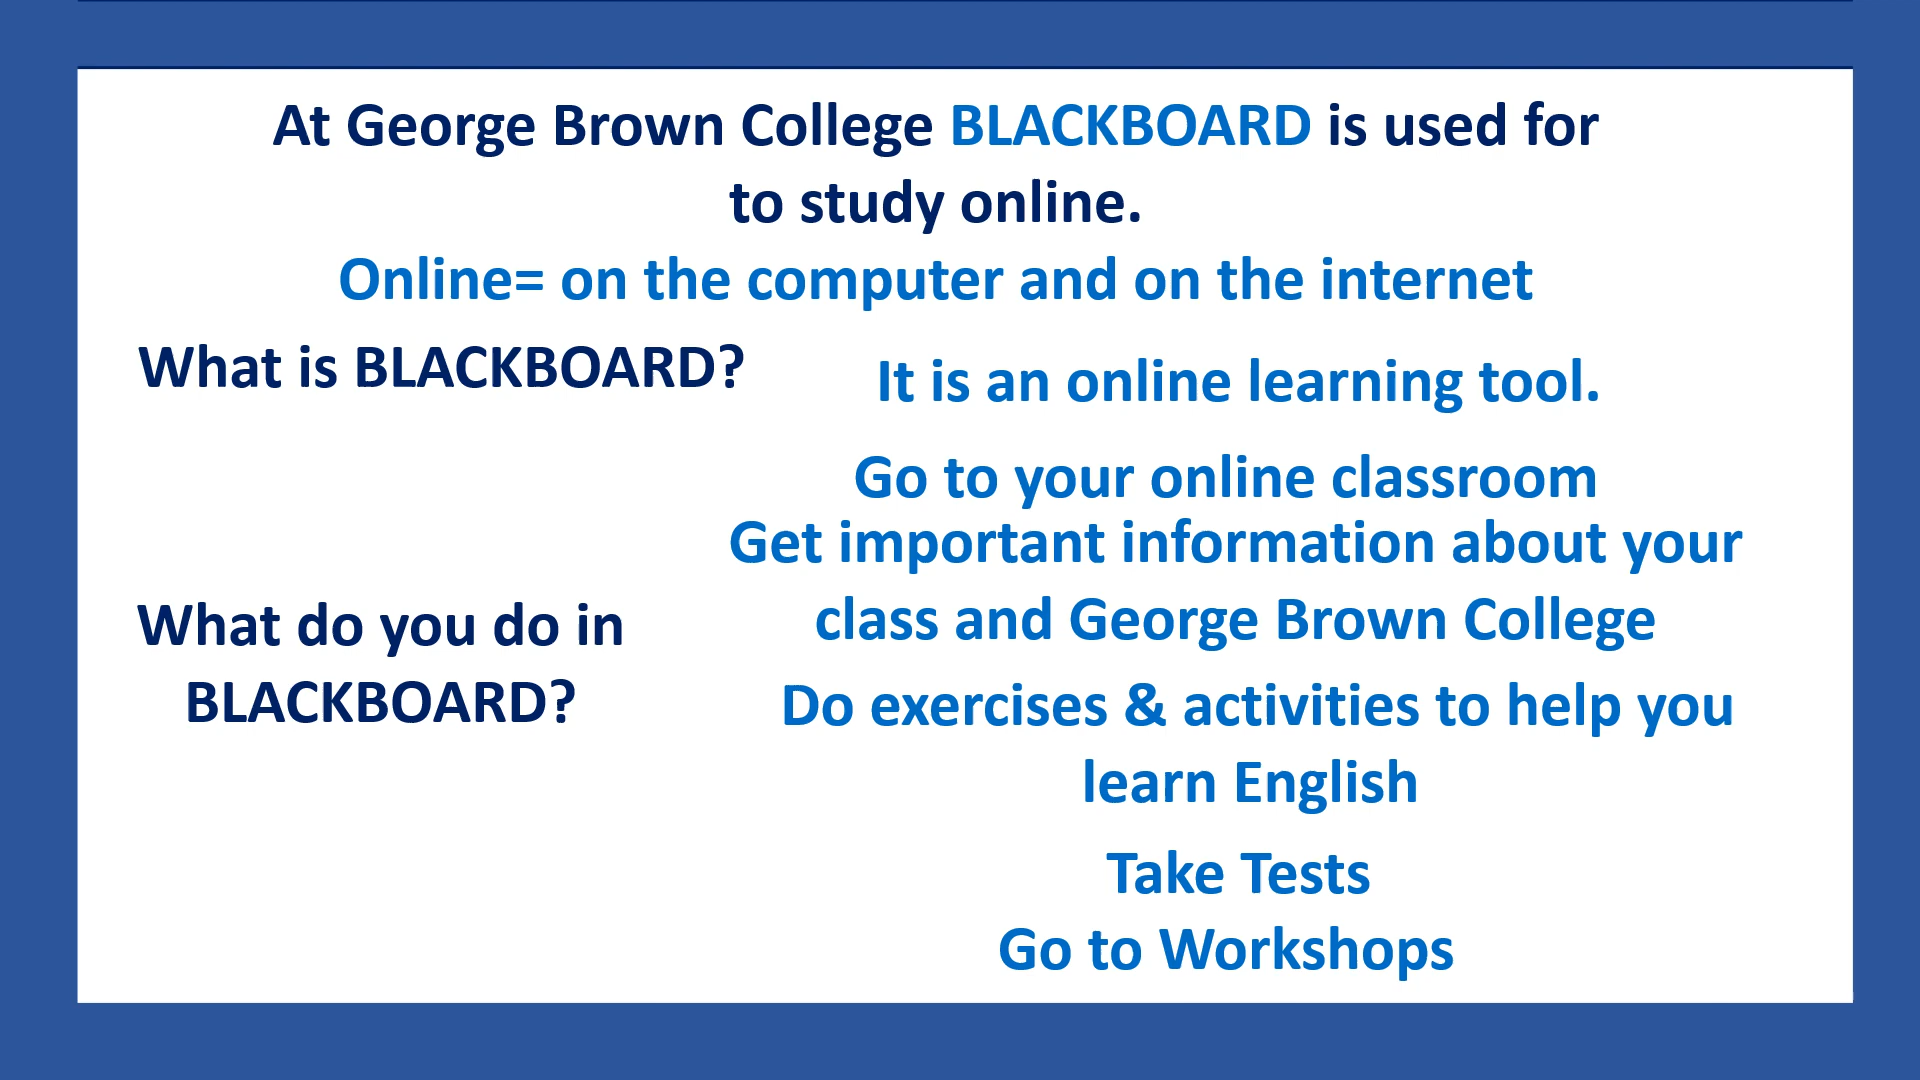 At George Brown College BLACKBOARD is used for
to study online.
Online= on the computer and on the internet
What is BLACKBOARD?
It is an online learning tool.
What do you do in
BLACKBOARD?
Go to your online classroom
Get important information about your
class and George Brown College
Do exercises & activities to help you
learn English
Take Tests
Go to Workshops